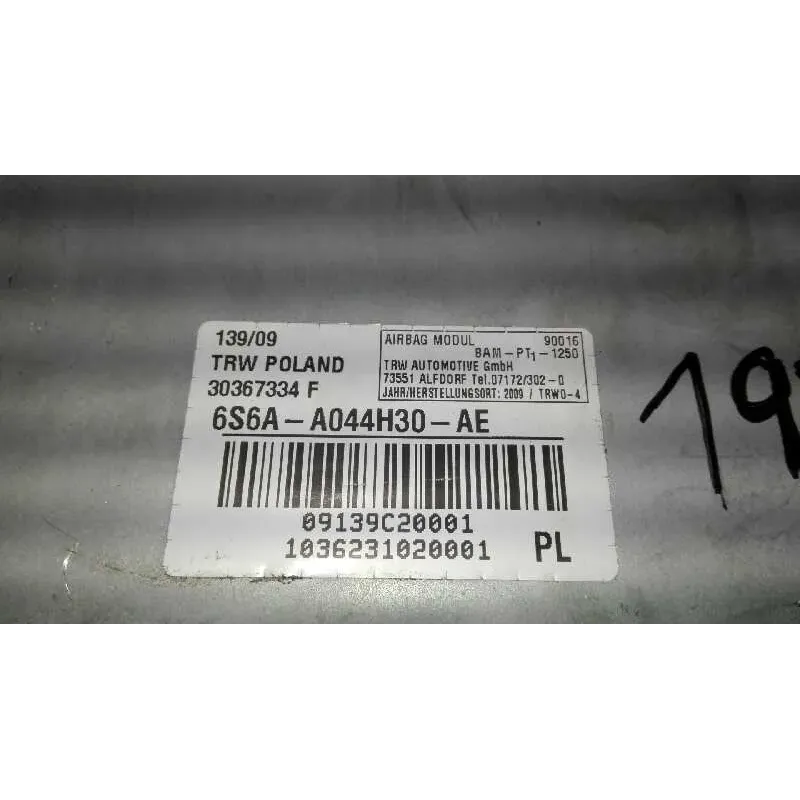 139/09
TRW POLAND
30367334 F
AIRBAG MODUL 90016
BAM-PT1-1250
TRW AUTOMOTIVE GmbH
73551 ALFDORF Tel.07172/302-0
JAHR/HERSTELLUNGSORT: 2009 / TRWO-4
6S6A-A044H30-AE
09139C20001
1036231020001 PL